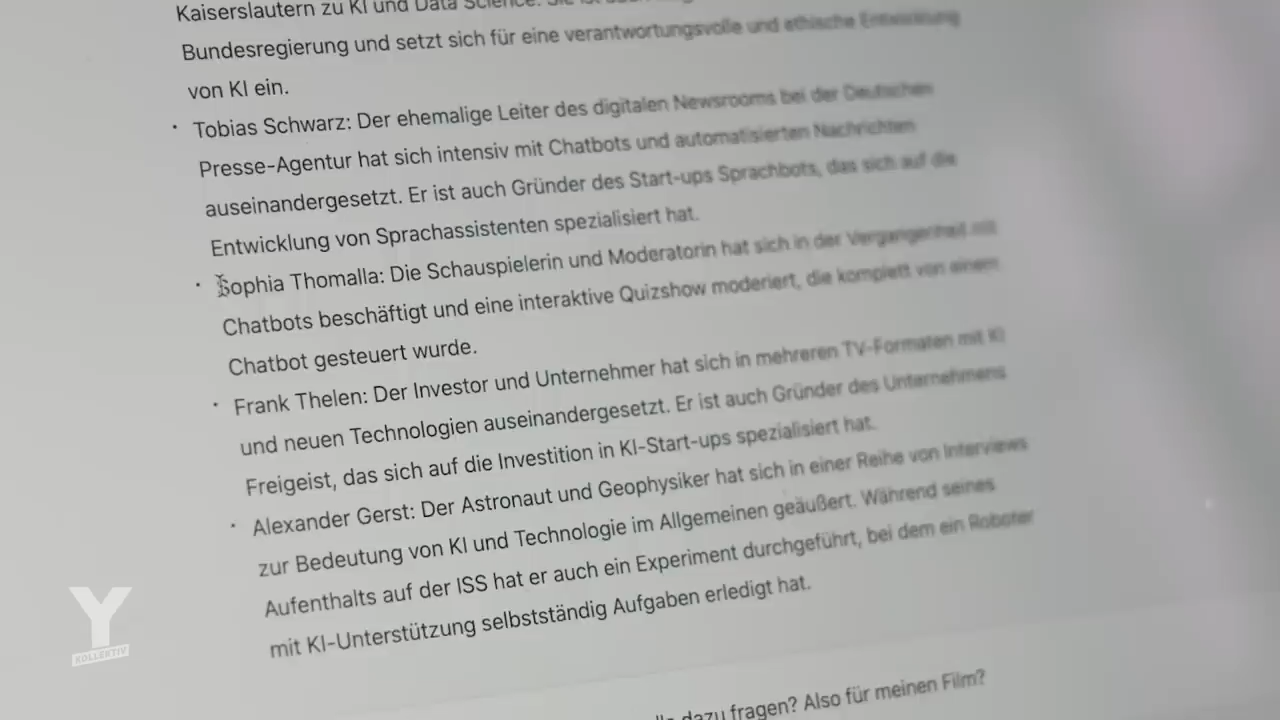 Kaiserslautern zu KI und Data Science.
Bundesregierung und setzt sich für eine verantwortungsvolle und ethische Entwicklung
von KI ein.
• Tobias Schwarz: Der ehemalige Leiter des digitalen Newsrooms bei der Deutschen
Presse-Agentur hat sich intensiv mit Chatbots und automatisierten Nachrichten
auseinandergesetzt. Er ist auch Gründer des Start-ups Sprachbots, das sich auf die
Entwicklung von Sprachassistenten spezialisiert hat.
• Sophia Thomalla: Die Schauspielerin und Moderatorin hat sich in der Vergangenheit mit
Chatbots beschäftigt und eine interaktive Quizshow moderiert, die komplett von einem
Chatbot gesteuert wurde.
• Frank Thelen: Der Investor und Unternehmer hat sich in mehreren TV-Formaten mit KI
und neuen Technologien auseinandergesetzt. Er ist auch Gründer des Unternehmens
Freigeist, das sich auf die Investition in KI-Start-ups spezialisiert hat.
• Alexander Gerst: Der Astronaut und Geophysiker hat sich in einer Reihe von Interviews
zur Bedeutung von KI und Technologie im Allgemeinen geäußert. Während seines
Aufenthalts auf der ISS hat er auch ein Experiment durchgeführt, bei dem ein Roboter
mit KI-Unterstützung selbstständig Aufgaben erledigt hat.
dazu fragen? Also für meinen Film?
Y
KOLLEKTIV